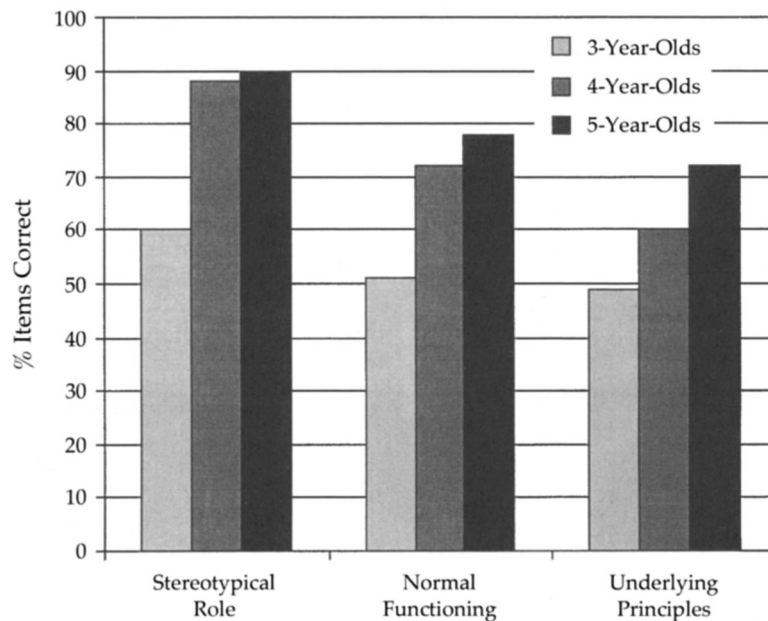 100
90
80
70
60
50
40
30
20
10
0
% Items Correct
3-Year-Olds
4-Year-Olds
5-Year-Olds
Stereotypical
Role
Normal
Functioning
Underlying
Principles